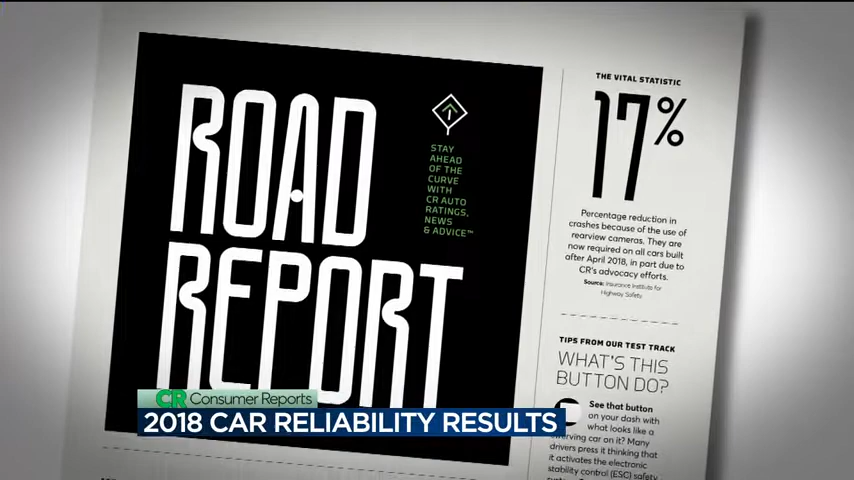 ROAD
REPORT
STAY
AHEAD
OF THE
CURVE
WITH
CR AUTO
RATINGS,
NEWS
& ADVICE™
THE VITAL STATISTIC
17%
Percentage reduction in
crashes because of the use of
rearview cameras. They are
now required on all cars built
after April 2018, in part due to
CR's advocacy efforts.
Source: Insurance Institute for
Highway Safety
TIPS FROM OUR TEST TRACK
WHAT'S THIS
BUTTON DO?
See that button
on your dash with
what looks like a
swerving car on it? Many
drivers press it thinking that
it activates the electronic
stability control (ESC) safety
CR Consumer Reports
2018 CAR RELIABILITY RESULTS